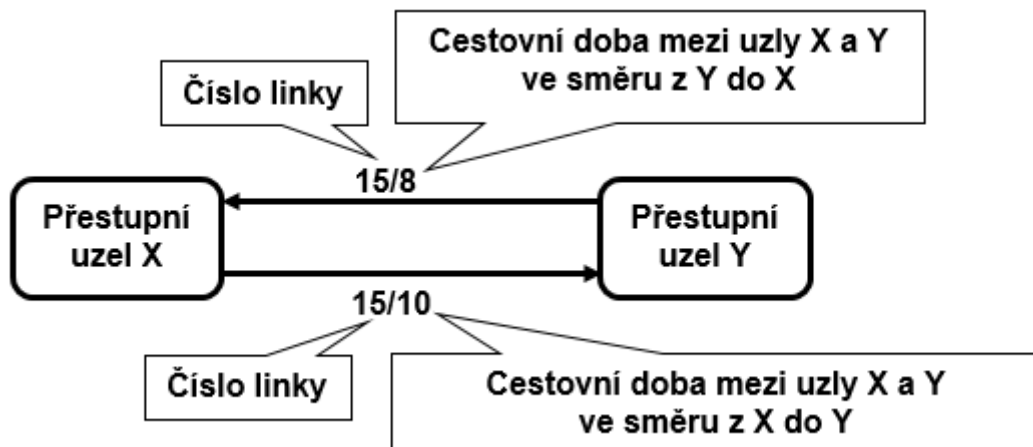 Cestovní doba mezi uzly X a Y
ve směru z Y do X
Číslo linky
15/8
Přestupní
uzel X
Přestupní
uzel Y
15/10
Číslo linky
Cestovní doba mezi uzly X a Y
ve směru z X do Y